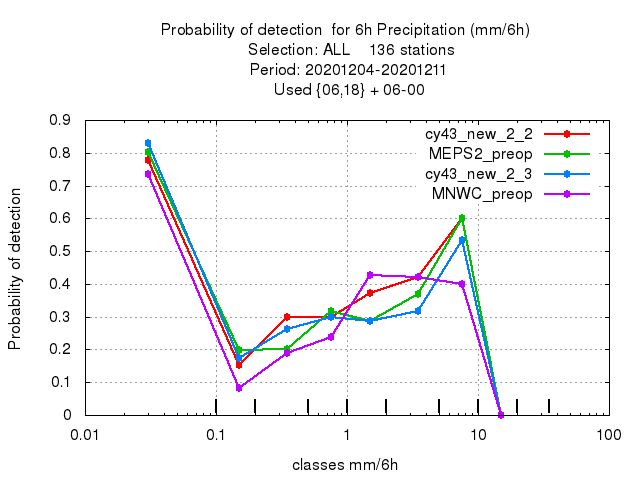 Probability of detection  for 6h Precipitation (mm/6h)
Selection: ALL    136 stations
Period: 20201204-20201211
Used {06,18} + 06-00
cy43_new_2_2
MEPS2_preop
cy43_new_2_3
MNWC_preop
0.9
0.8
0.7
0.6
0.5
0.4
0.3
0.2
0.1
0
Probability of detection
0.01 0.1 1 10 100
classes mm/6h